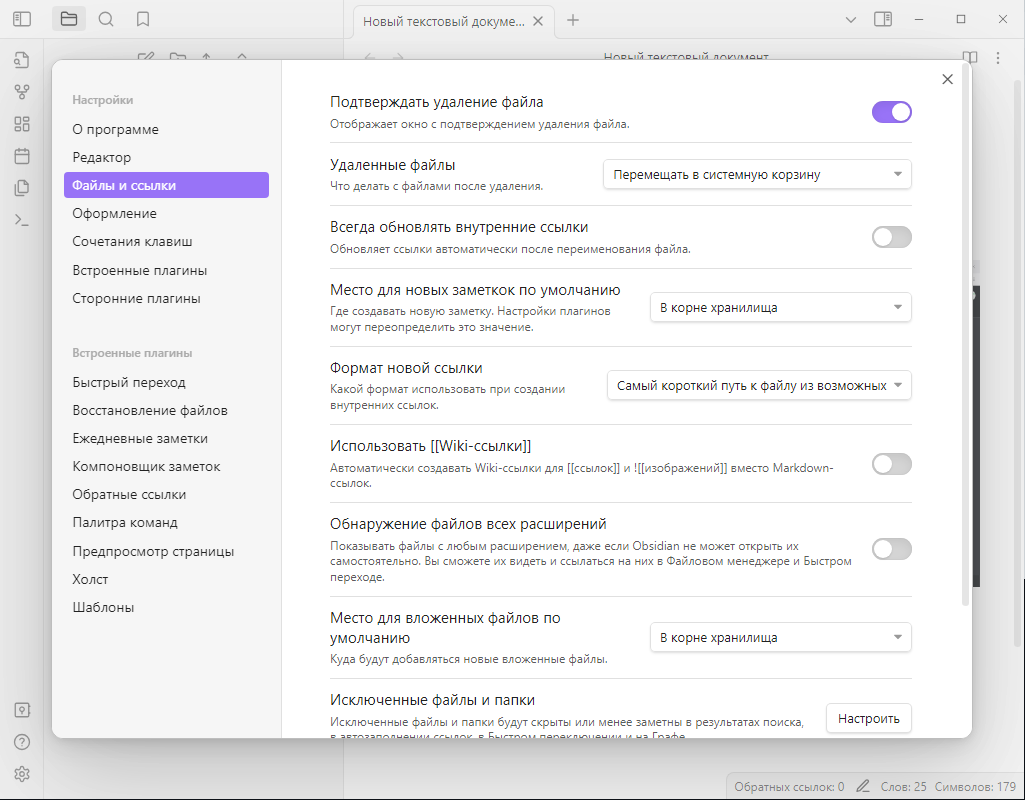 Новый текстовый докуме...
Новый текстовый документ
Настройки
О программе
Редактор
Файлы и ссылки
Оформление
Сочетания клавиш
Встроенные плагины
Сторонние плагины
Встроенные плагины
Быстрый переход
Восстановление файлов
Ежедневные заметки
Компоновщик заметок
Обратные ссылки
Палитра команд
Предпросмотр страницы
Холст
Шаблоны
Подтверждать удаление файла
Отображает окно с подтверждением удаления файла.
Удаленные файлы
Что делать с файлами после удаления.
Перемещать в системную корзину
Всегда обновлять внутренние ссылки
Обновляет ссылки автоматически после переименования файла.
Место для новых заметкок по умолчанию
Где создавать новую заметку. Настройки плагинов
могут переопределить это значение.
В корне хранилища
Формат новой ссылки
Какой формат использовать при создании
внутренних ссылок.
Самый короткий путь к файлу из возможных
Использовать [[Wiki-ссылки]]
Автоматически создавать Wiki-ссылки для [[ссылок]] и ![[изображений]] вместо Markdown-
ссылок.
Обнаружение файлов всех расширений
Показывать файлы с любым расширением, даже если Obsidian не может открыть их
самостоятельно. Вы сможете их видеть и ссылаться на них в Файловом менеджере и Быстром
переходе.
Место для вложенных файлов по
умолчанию
Куда будут добавляться новые вложенные файлы.
В корне хранилища
Исключенные файлы и папки
Исключенные файлы и папки будут скрыты или менее заметны в результатах поиска,
в автозаполнении ссылок, в Быстром переключении и на Графе.
Настроить
Обратных ссылок: 0
Слов: 25
Символов: 179